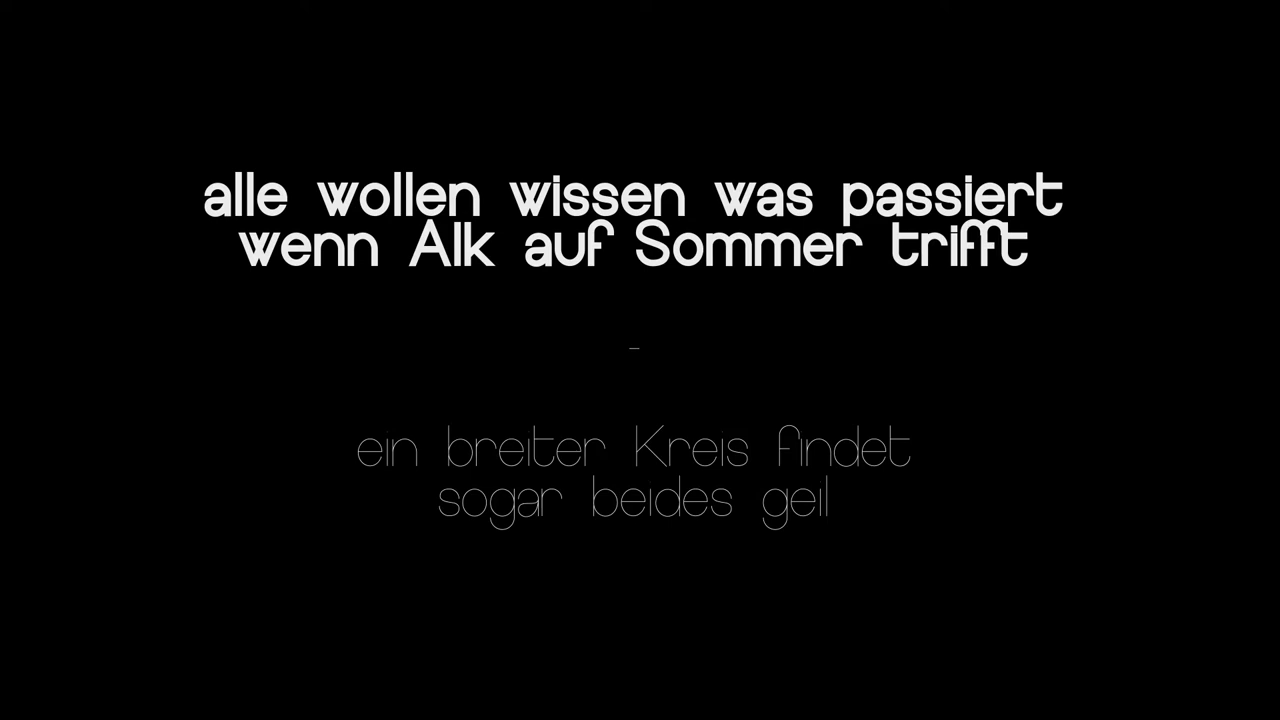 alle wollen wissen was passiert
wenn Alk auf Sommer trifft
-
ein breiter Kreis findet
sogar beides geil